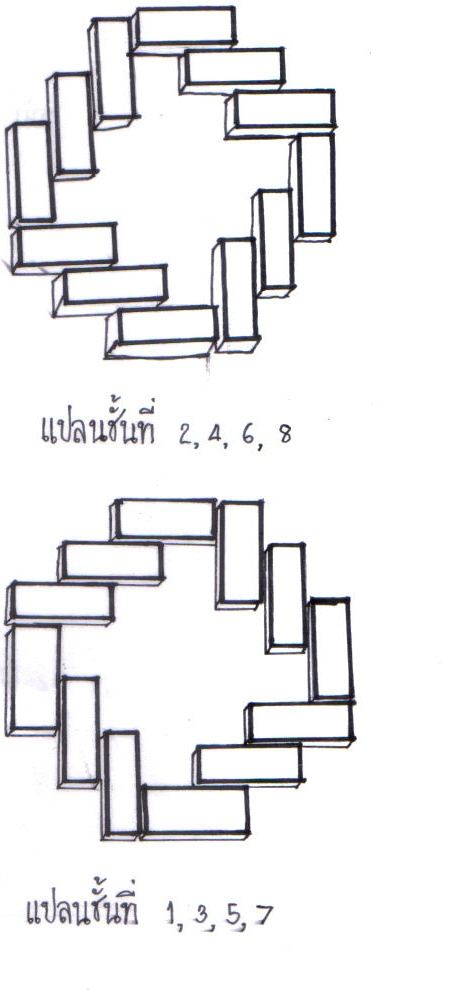 แปลนชั้นที่ 2, 4, 6, 8
แปลนชั้นที่ 1, 3, 5, 7